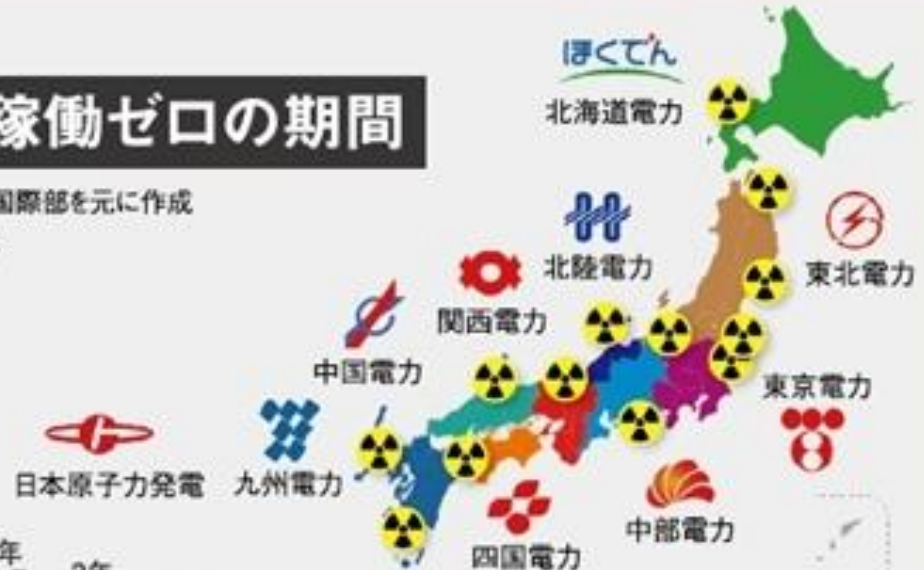 稼働ゼロの期間
国際部を元に作成
ほくでん
北海道電力
北陸電力
東北電力
関西電力
中国電力
東京電力
日本原子力発電
九州電力
中部電力
四国電力
年
2年